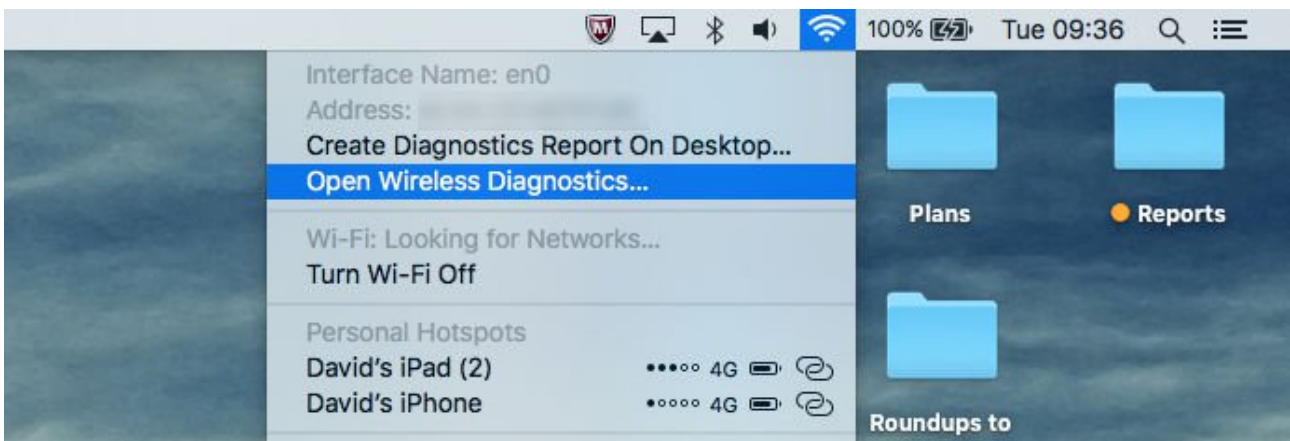 100% Tue 09:36
Interface Name: en0
Address:
Create Diagnostics Report On Desktop...
Open Wireless Diagnostics...
Wi-Fi: Looking for Networks...
Turn Wi-Fi Off
Personal Hotspots
David's iPad (2) 4G
David's iPhone 4G
Plans
Reports
Roundups to